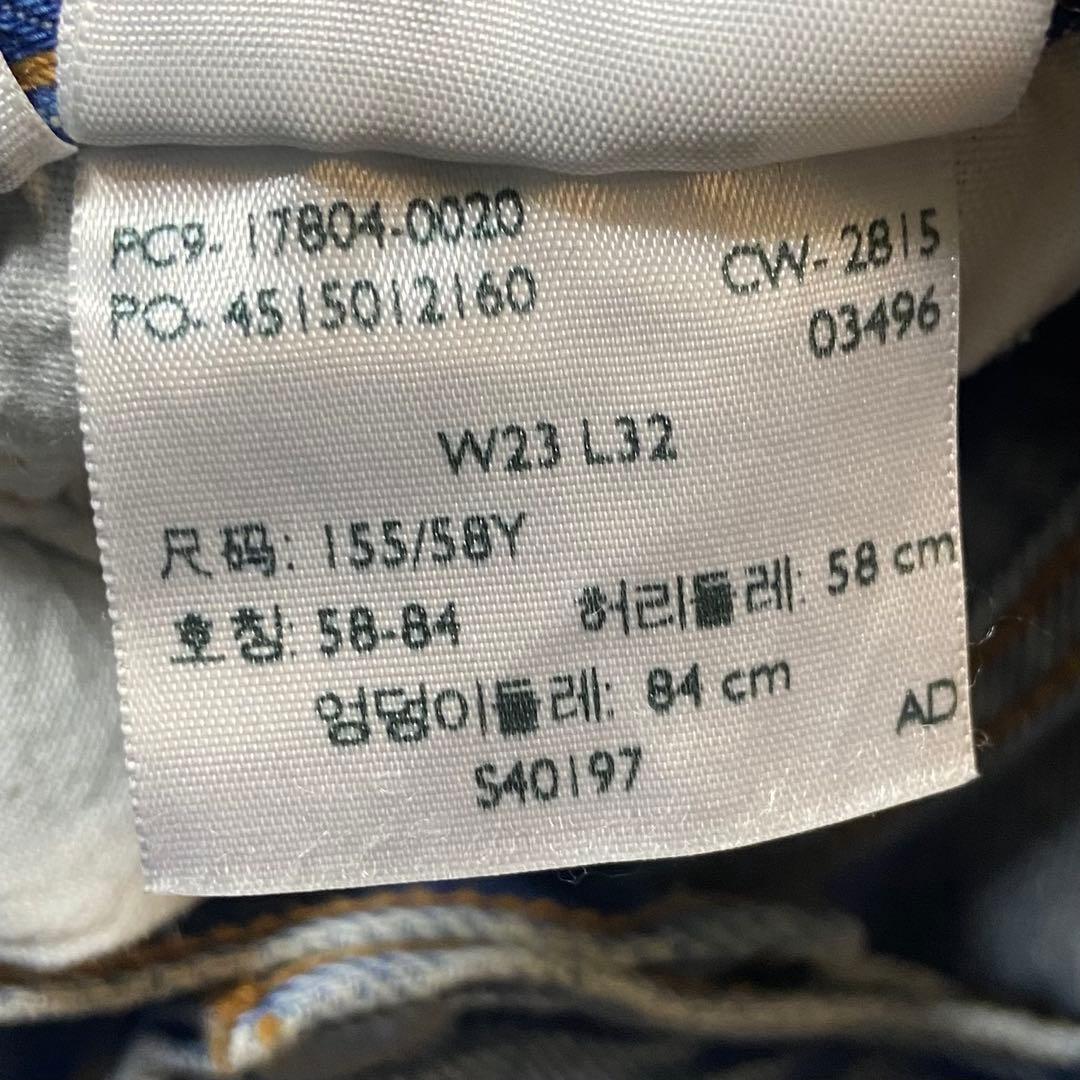 PC9- 17804-0020
CW- 2815
PO- 4515012160
03496
W23 L32
尺码: 155/58Y
호칭: 58-84 허리둘레: 58 cm
엉덩이둘레: 84 cm
AD
S40197